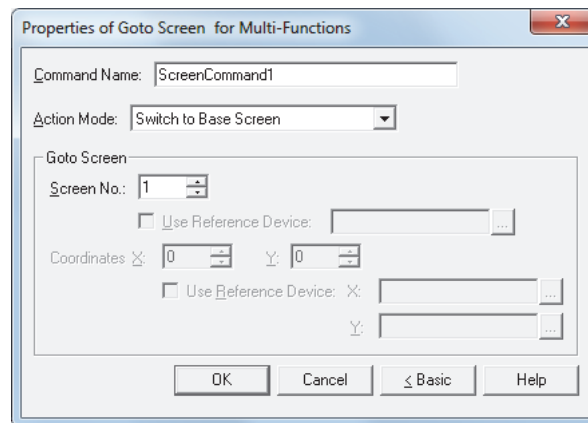 Properties of Goto Screen for Multi-Functions
Command Name: ScreenCommand1
Action Mode: Switch to Base Screen
Goto Screen
Screen No.: 1
Use Reference Device: ...
Coordinates X: 0 Y: 0
Use Reference Device: X: ...
Y: ...
OK Cancel < Basic Help